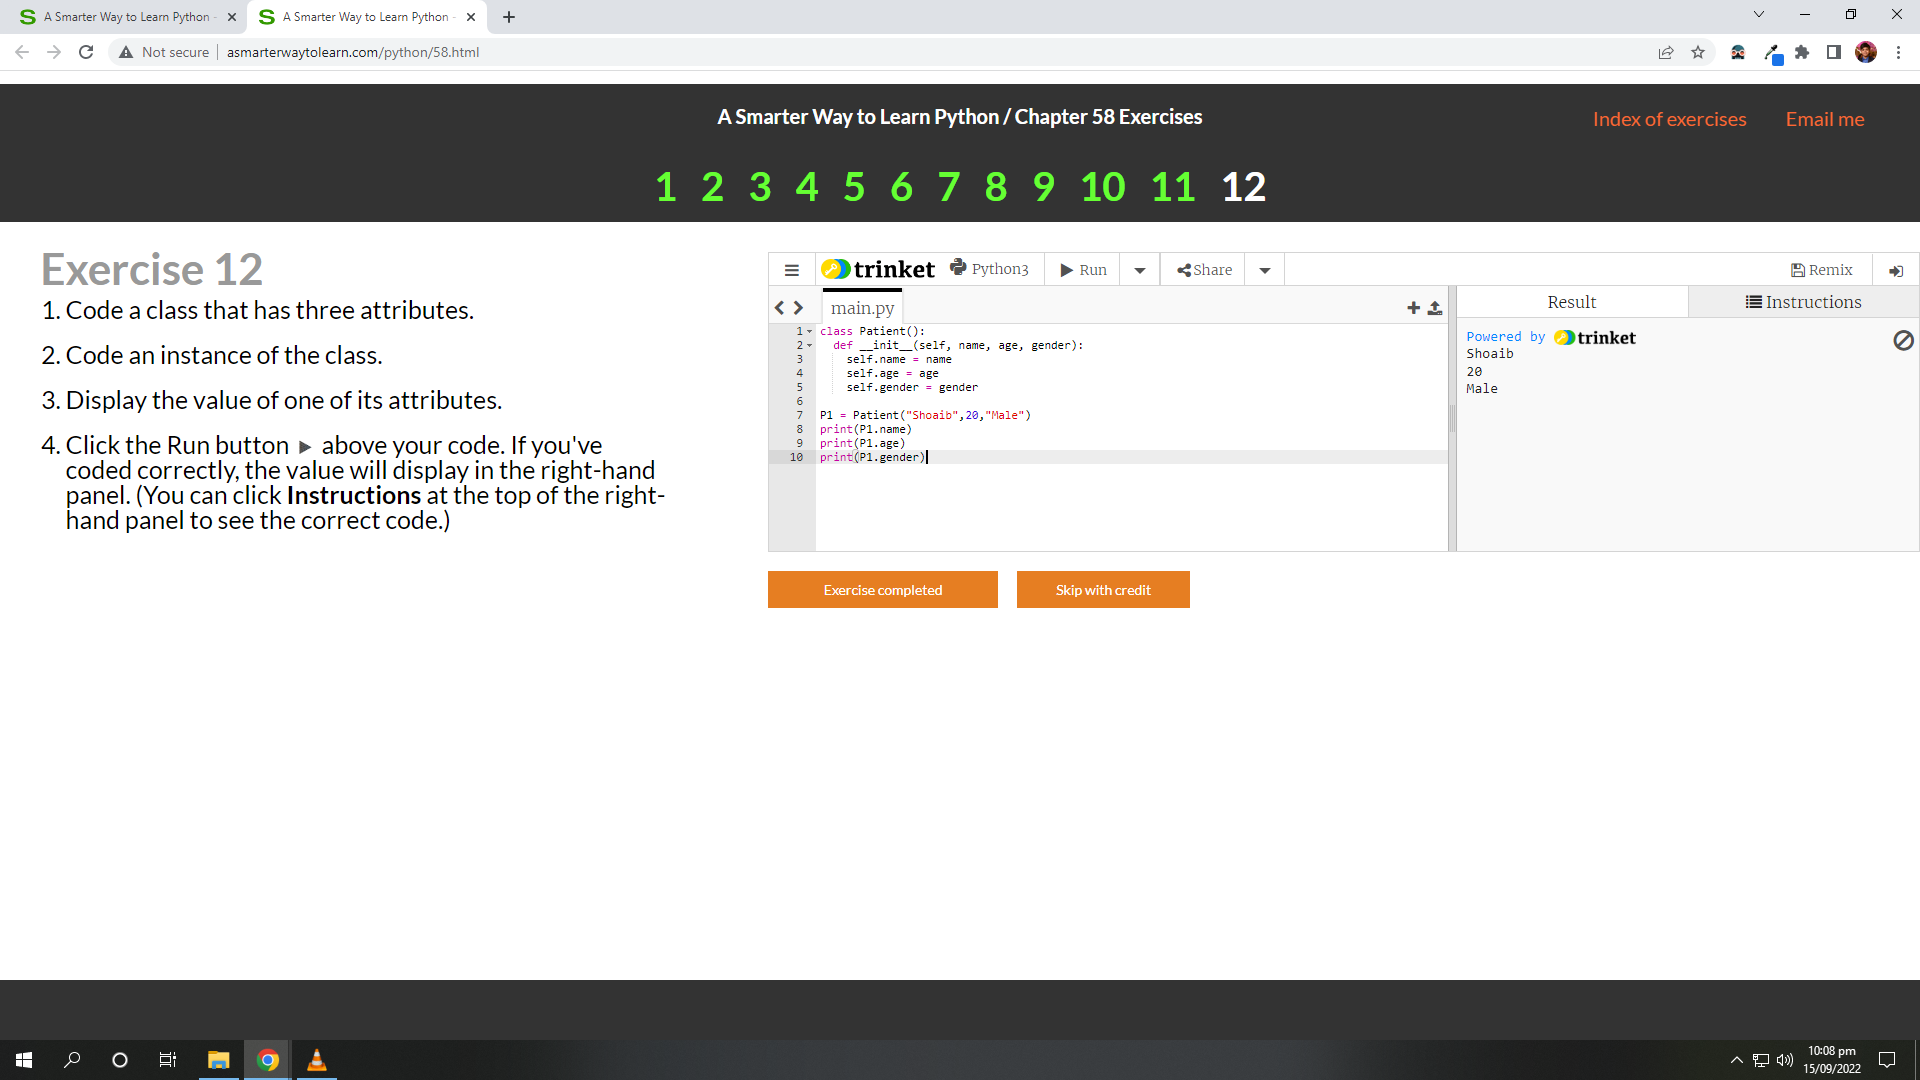 A Smarter Way to Learn Python -
A Smarter Way to Learn Python -
Not secure asmarterwaytolearn.com/python/58.html
A Smarter Way to Learn Python / Chapter 58 Exercises
Index of exercises Email me
1 2 3 4 5 6 7 8 9 10 11 12
Exercise 12
1. Code a class that has three attributes.
2. Code an instance of the class.
3. Display the value of one of its attributes.
4. Click the Run button ► above your code. If you've
coded correctly, the value will display in the right-hand
panel. (You can click Instructions at the top of the right-
hand panel to see the correct code.)
trinket Python3 Run Share Remix
main.py
1 class Patient():
2 def __init__(self, name, age, gender):
3 self.name = name
4 self.age = age
5 self.gender = gender
6
7 P1 = Patient("Shoaib",20,"Male")
8 print(P1.name)
9 print(P1.age)
10 print(P1.gender)
Result Instructions
Powered by trinket
Shoaib
20
Male
Exercise completed Skip with credit
10:08 pm
15/09/2022